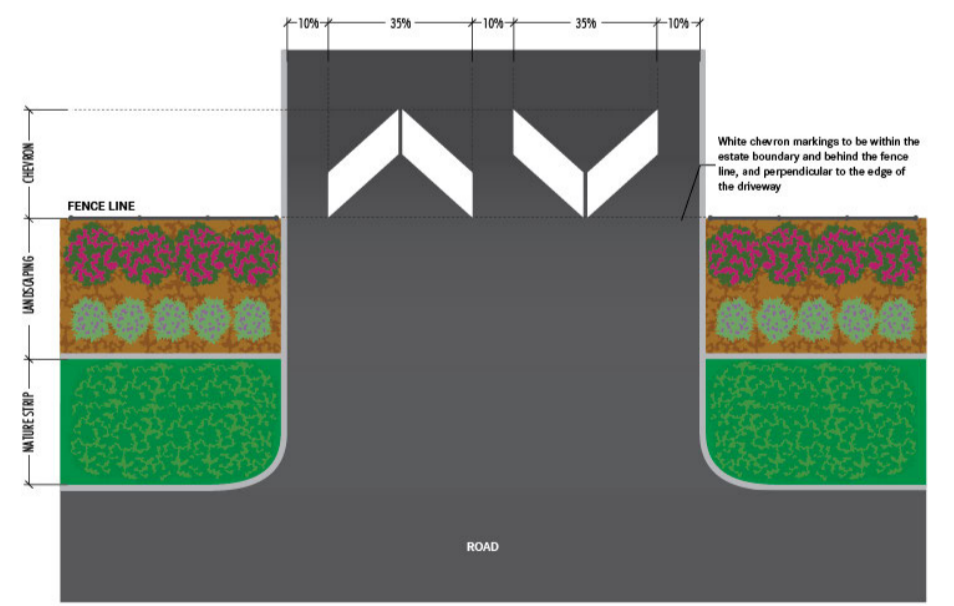 10% 35% 10% 35% 10%
CHEVRON
White chevron markings to be within the
estate boundary and behind the fence
line, and perpendicular to the edge of
the driveway
FENCE LINE
LANDSCAPING
NATURE STRIP
ROAD